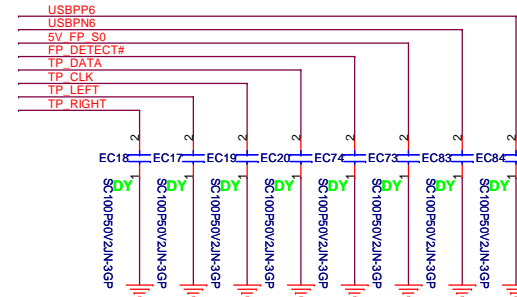 USBPP6
USBPN6
5V_FP_S0
FP_DETECT#
TP_DATA
TP_CLK
TP_LEFT
TP_RIGHT
2 2 2 2 2 2 2 2
EC18 EC17 EC19 EC20 EC74 EC73 EC83 EC84
1 1 1 1 1 1 1 1
DY DY DY DY DY DY DY DY
SC100P50V2JN-3GP
SC100P50V2JN-3GP
SC100P50V2JN-3GP
SC100P50V2JN-3GP
SC100P50V2JN-3GP
SC100P50V2JN-3GP
SC100P50V2JN-3GP
SC100P50V2JN-3GP